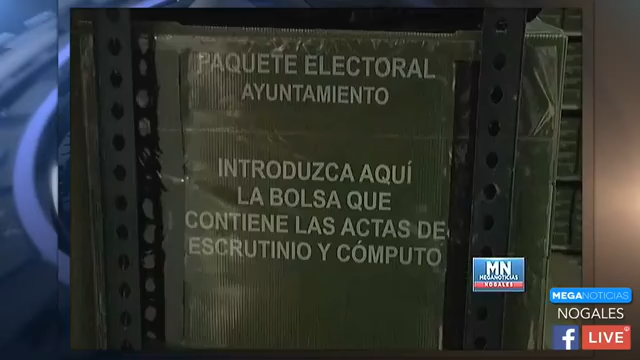 PAQUETE ELECTORAL
AYUNTAMIENTO
INTRODUZCA AQUÍ
LA BOLSA QUE
CONTIENE LAS ACTAS DE
ESCRUTINIO Y CÓMPUTO
MN
MEGANOTICIAS
NOGALES
MEGANOTICIAS
NOGALES
f LIVE